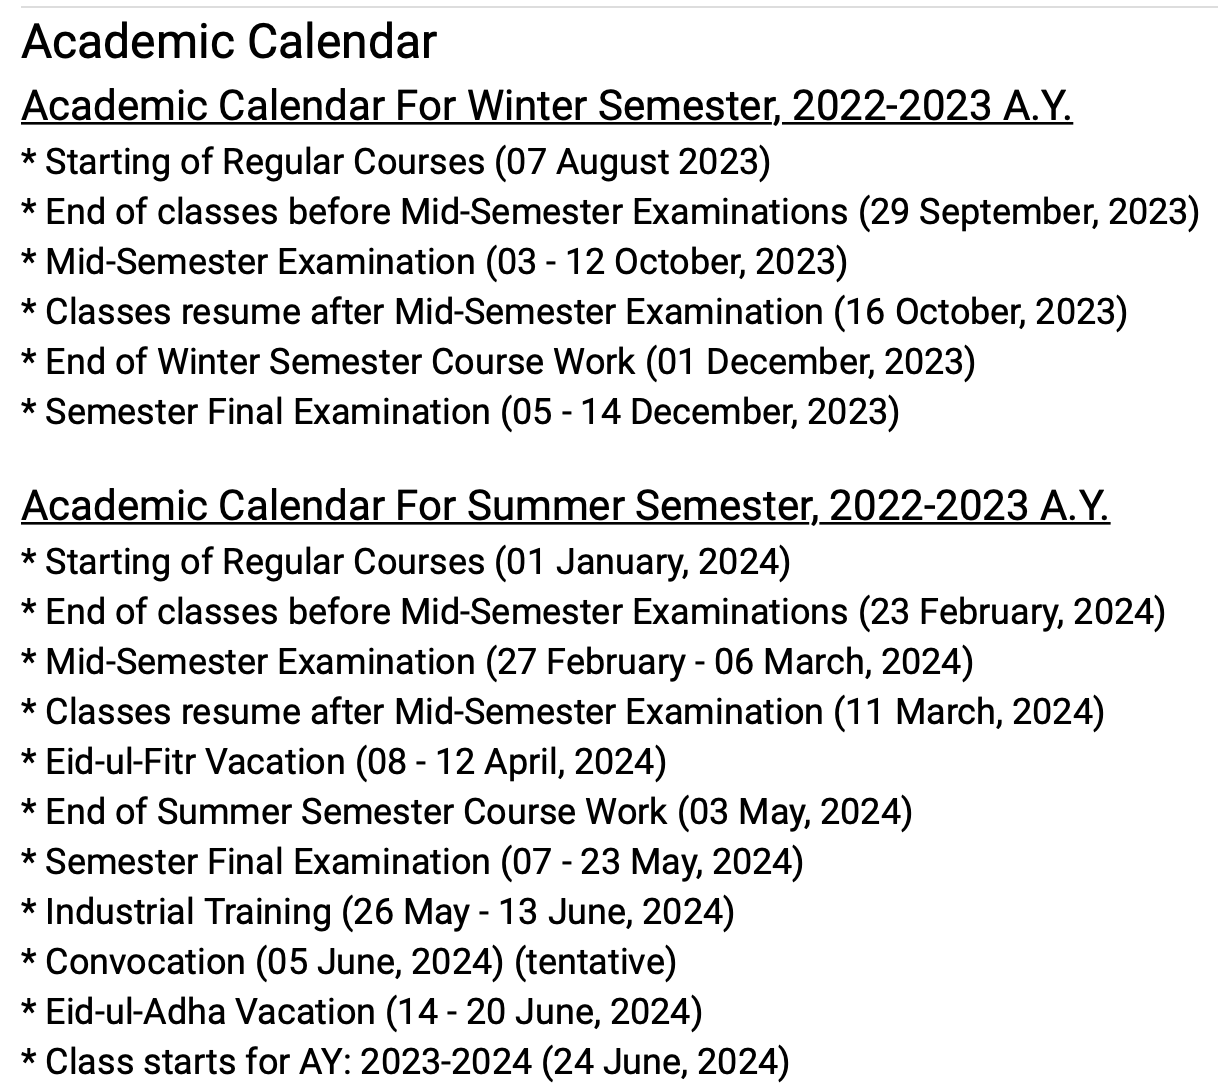 Academic Calendar
Academic Calendar For Winter Semester, 2022-2023 A.Y.
* Starting of Regular Courses (07 August 2023)
* End of classes before Mid-Semester Examinations (29 September, 2023)
* Mid-Semester Examination (03 - 12 October, 2023)
* Classes resume after Mid-Semester Examination (16 October, 2023)
* End of Winter Semester Course Work (01 December, 2023)
* Semester Final Examination (05 - 14 December, 2023)
Academic Calendar For Summer Semester, 2022-2023 A.Y.
* Starting of Regular Courses (01 January, 2024)
* End of classes before Mid-Semester Examinations (23 February, 2024)
* Mid-Semester Examination (27 February - 06 March, 2024)
* Classes resume after Mid-Semester Examination (11 March, 2024)
* Eid-ul-Fitr Vacation (08 - 12 April, 2024)
* End of Summer Semester Course Work (03 May, 2024)
* Semester Final Examination (07 - 23 May, 2024)
* Industrial Training (26 May - 13 June, 2024)
* Convocation (05 June, 2024) (tentative)
* Eid-ul-Adha Vacation (14 - 20 June, 2024)
* Class starts for AY: 2023-2024 (24 June, 2024)